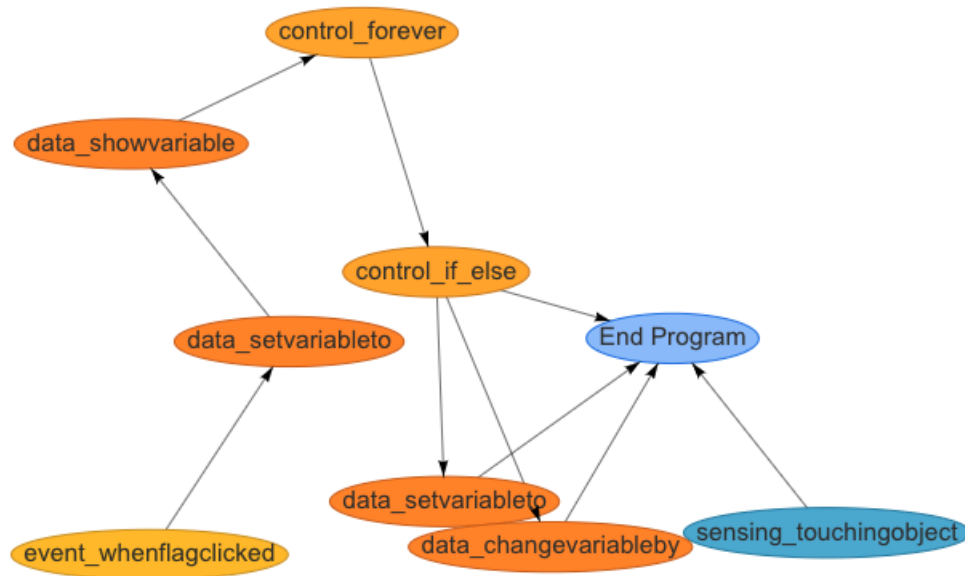 control_forever
data_showvariable
control_if_else
data_setvariableto
End Program
data_setvariableto
data_changevariableby
sensing_touchingobject
event_whenflagclicked